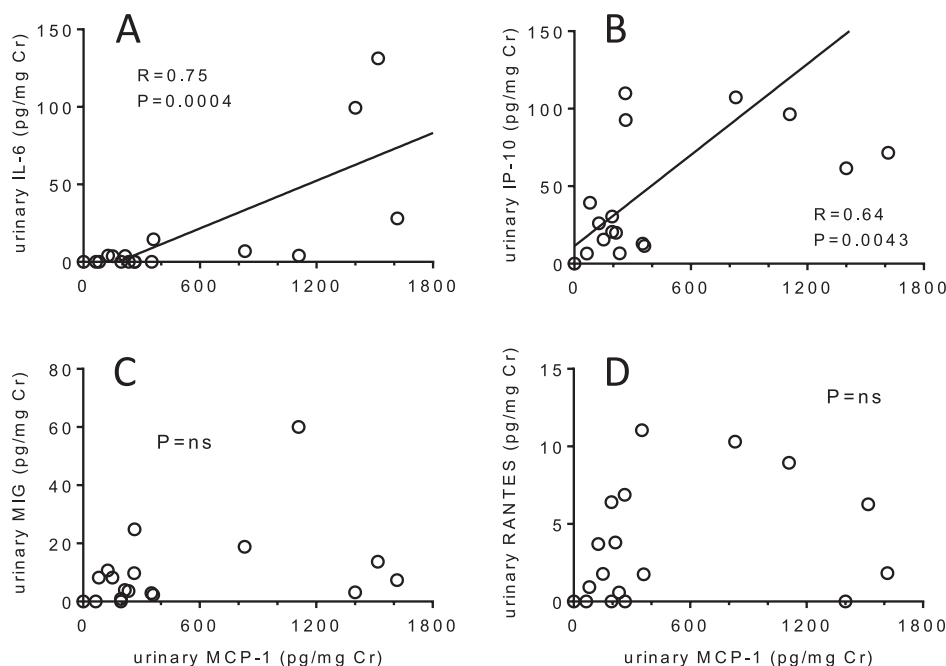 A
urinary IL-6 (pg/mg Cr)
150
100
50
0
R=0.75
P=0.0004
0 600 1200 1800
B
urinary IP-10 (pg/mg Cr)
150
100
50
0
R=0.64
P=0.0043
0 600 1200 1800
C
urinary MIG (pg/mg Cr)
80
60
40
20
0
P=ns
0 600 1200 1800
urinary MCP-1 (pg/mg Cr)
D
urinary RANTES (pg/mg Cr)
15
10
5
0
P=ns
0 600 1200 1800
urinary MCP-1 (pg/mg Cr)